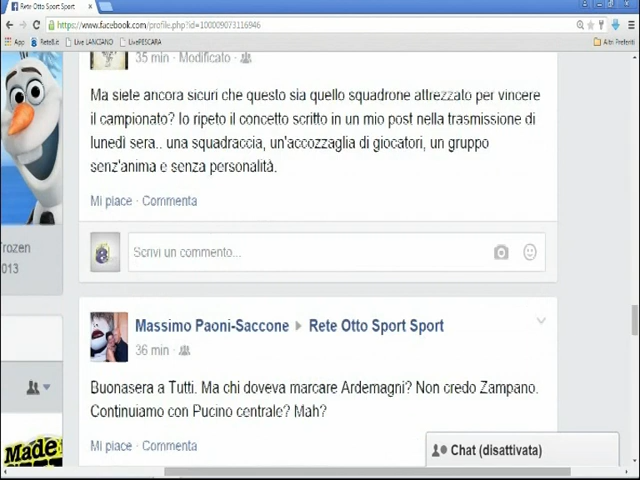 Rete Otto Sport Sport
https://www.facebook.com/profile.php?id=100009073116946
App Rete8.it Live LANCIANO LivePESCARA Altri Preferiti
35 min · Modificato ·
Ma siete ancora sicuri che questo sia quello squadrone attrezzato per vincere
il campionato? Io ripeto il concetto scritto in un mio post nella trasmissione di
lunedì sera.. una squadraccia, un'accozzaglia di giocatori, un gruppo
senz'anima e senza personalità.
Mi piace · Commenta
Frozen
2013
Scrivi un commento...
Massimo Paoni-Saccone Rete Otto Sport Sport
36 min ·
Buonasera a Tutti. Ma chi doveva marcare Ardemagni? Non credo Zampano.
Continuiamo con Pucino centrale? Mah?
Mi piace · Commenta
Made
Chat (disattivata)